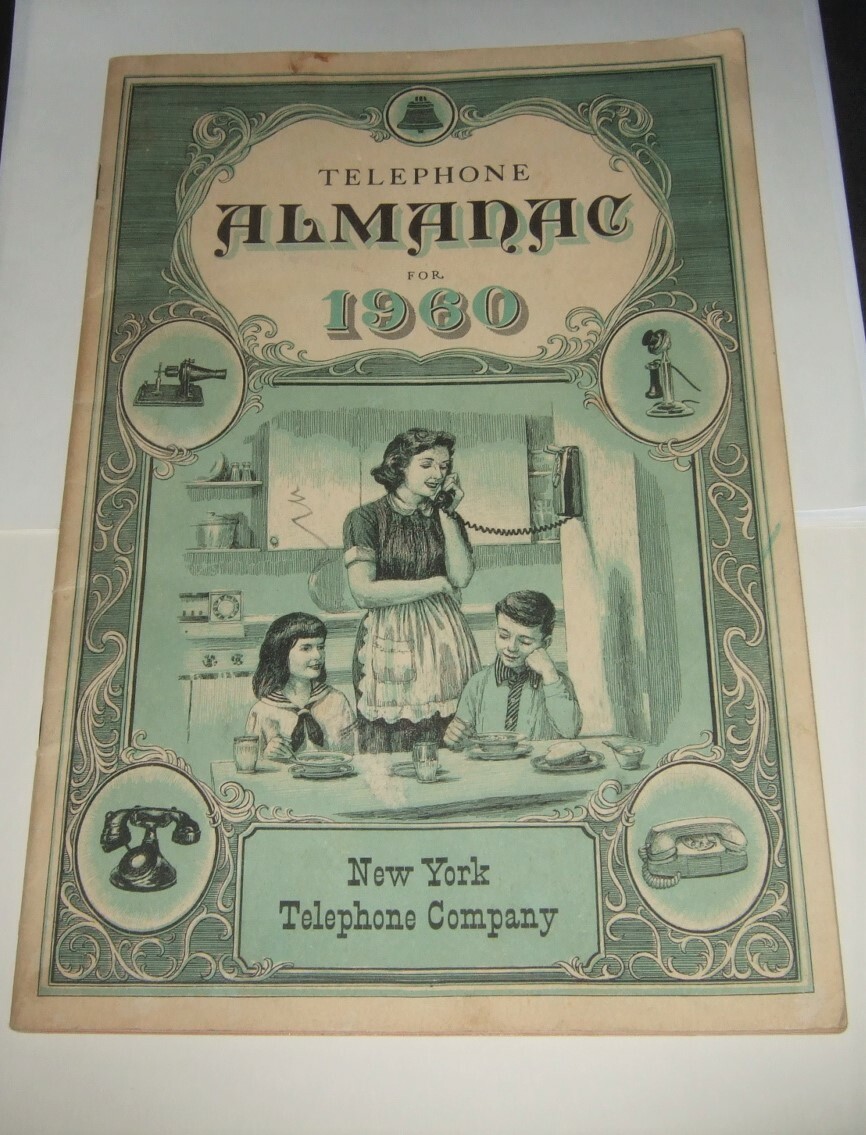 TELEPHONE
ALMANAC
FOR
1960
New York
Telephone Company